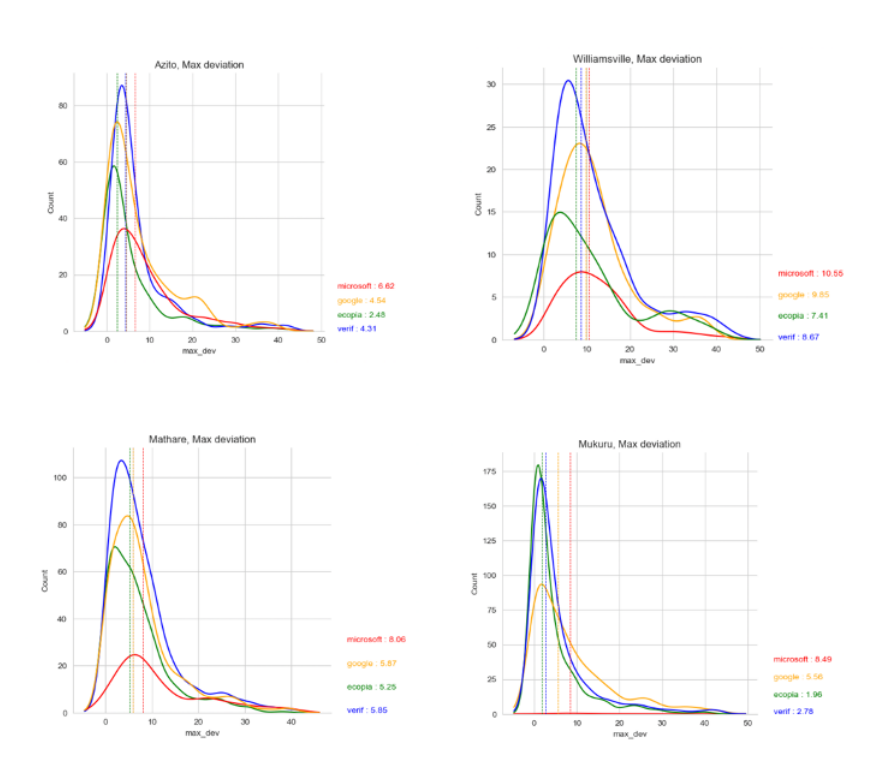 Azito, Max deviation
Count
80
60
40
20
0
0 10 20 30 40 50
max_dev
microsoft : 6.62
google : 4.54
ecopia : 2.48
verif : 4.31
Williamsville, Max deviation
Count
30
25
20
15
10
5
0
0 10 20 30 40 50
max_dev
microsoft : 10.55
google : 9.85
ecopia : 7.41
verif : 8.67
Mathare, Max deviation
Count
100
80
60
40
20
0
0 10 20 30 40
max_dev
microsoft : 8.06
google : 5.87
ecopia : 5.25
verif : 5.85
Mukuru, Max deviation
Count
175
150
125
100
75
50
25
0
0 10 20 30 40 50
max_dev
microsoft : 8.49
google : 5.56
ecopia : 1.96
verif : 2.78